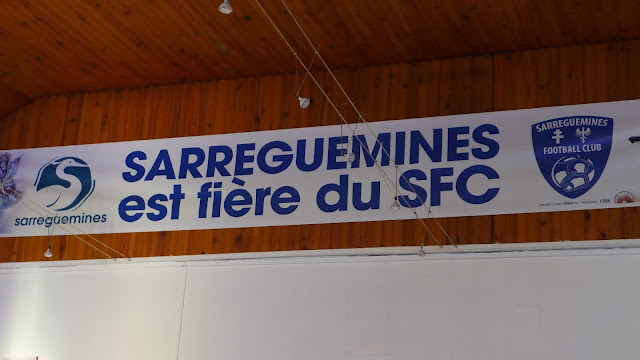 sarreguemines
SARREGUEMINES
est fière du SFC
SARREGUEMINES
FOOTBALL CLUB